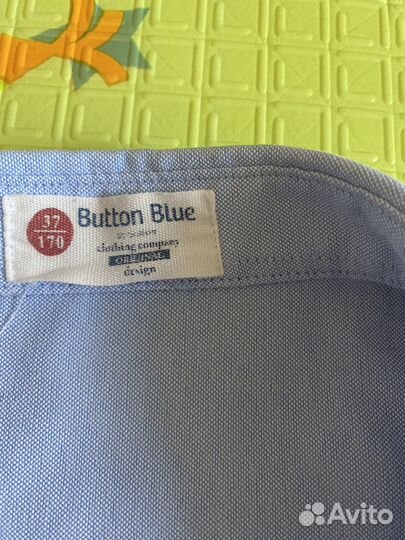 37
170
Button Blue
clothing company
ORIGINAL
design
Avito